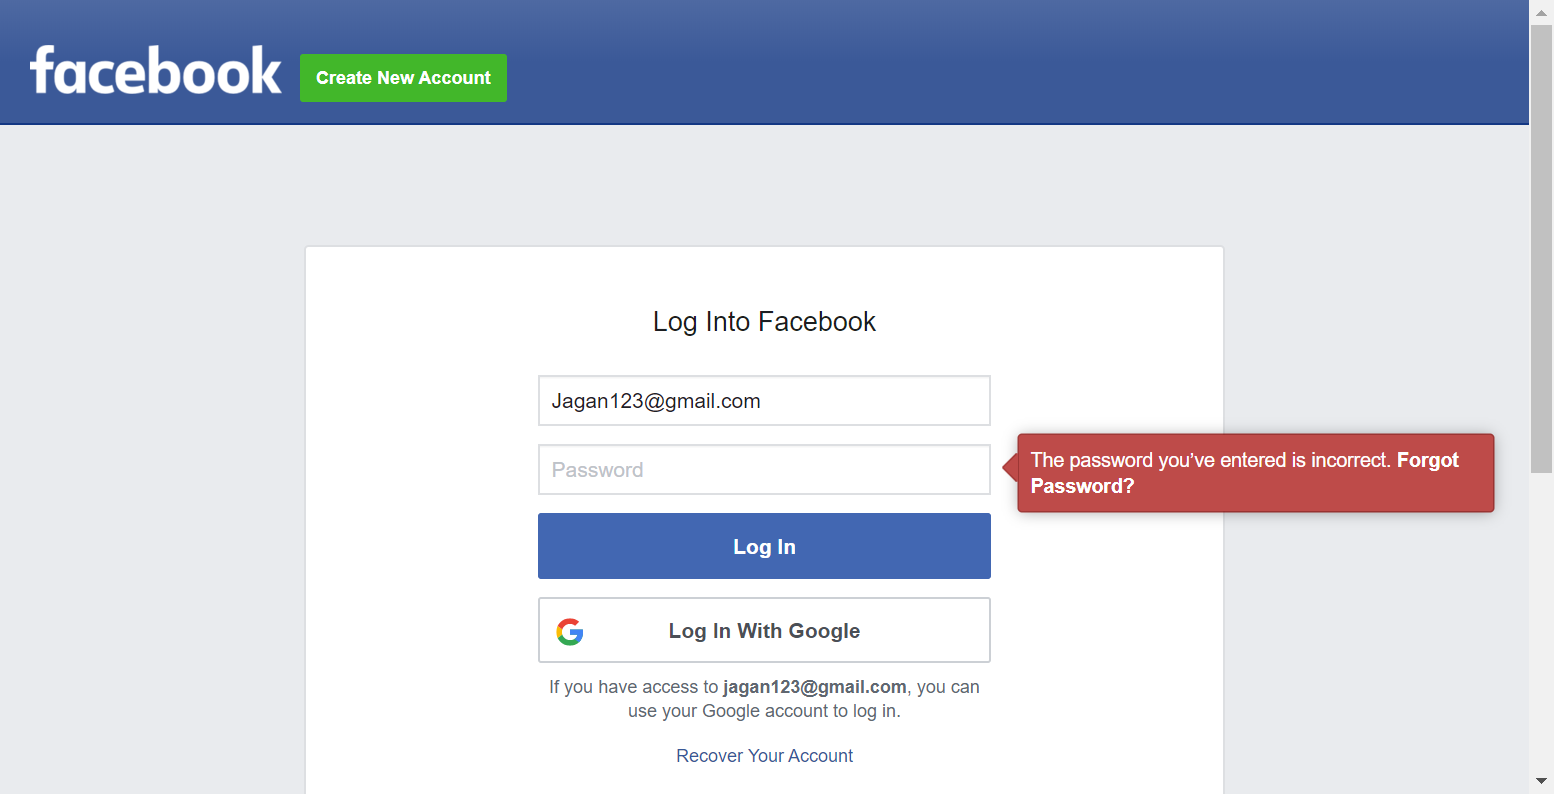 facebook
Create New Account
Log Into Facebook
Jagan123@gmail.com
Password
The password you’ve entered is incorrect. Forgot
Password?
Log In
Log In With Google
If you have access to jagan123@gmail.com, you can
use your Google account to log in.
Recover Your Account